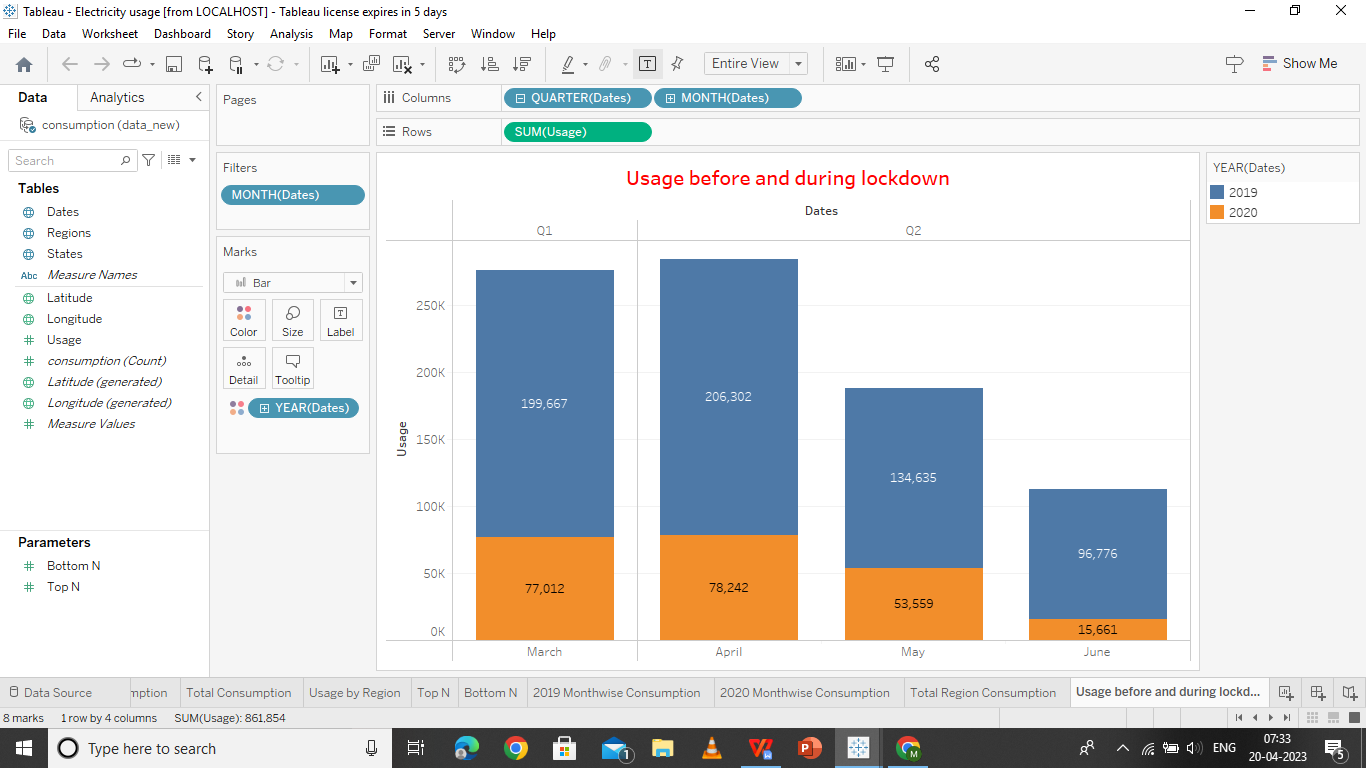 Tableau - Electricity usage [from LOCALHOST] - Tableau license expires in 5 days
File Data Worksheet Dashboard Story Analysis Map Format Server Window Help
Entire View
Show Me
Data Analytics
consumption (data_new)
Search
Tables
Dates
Regions
States
Abc Measure Names
Latitude
Longitude
Usage
consumption (Count)
Latitude (generated)
Longitude (generated)
Measure Values
Parameters
Bottom N
Top N
Pages
Filters
MONTH(Dates)
Marks
Bar
Color Size Label
Detail Tooltip
YEAR(Dates)
Columns QUARTER(Dates) MONTH(Dates)
Rows SUM(Usage)
Usage before and during lockdown
Dates
Q1 Q2
Usage
250K
200K
150K
100K
50K
0K
199,667 206,302 134,635 96,776
77,012 78,242 53,559 15,661
March April May June
YEAR(Dates)
2019
2020
Data Source mption Total Consumption Usage by Region Top N Bottom N 2019 Monthwise Consumption 2020 Monthwise Consumption Total Region Consumption Usage before and during lockd...
8 marks 1 row by 4 columns SUM(Usage): 861,854
Type here to search
1
ENG
07:33
20-04-2023
5